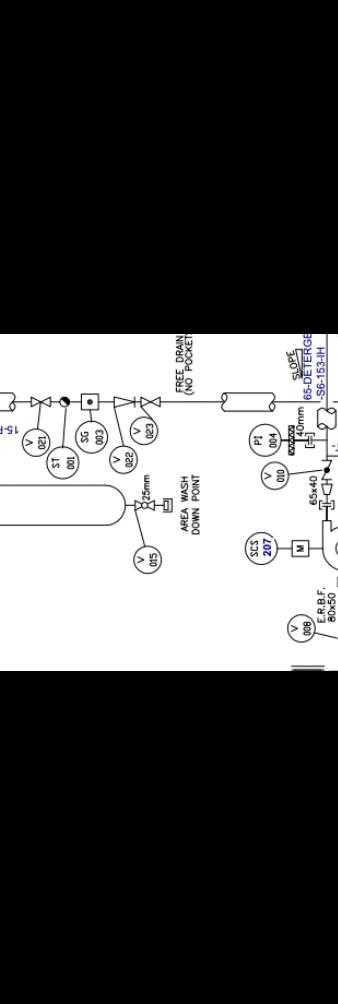 V
021
ST
001
SG
003
V
022
V
023
25mm
V
015
AREA WASH
DOWN POINT
FREE DRAIN
(NO POCKET
SLOPE
65-DETERGE
-S6-153-IH
PI
004
40mm
V
010
65x40
SCS
207
M
E.R.B.F.
80x50
V
008